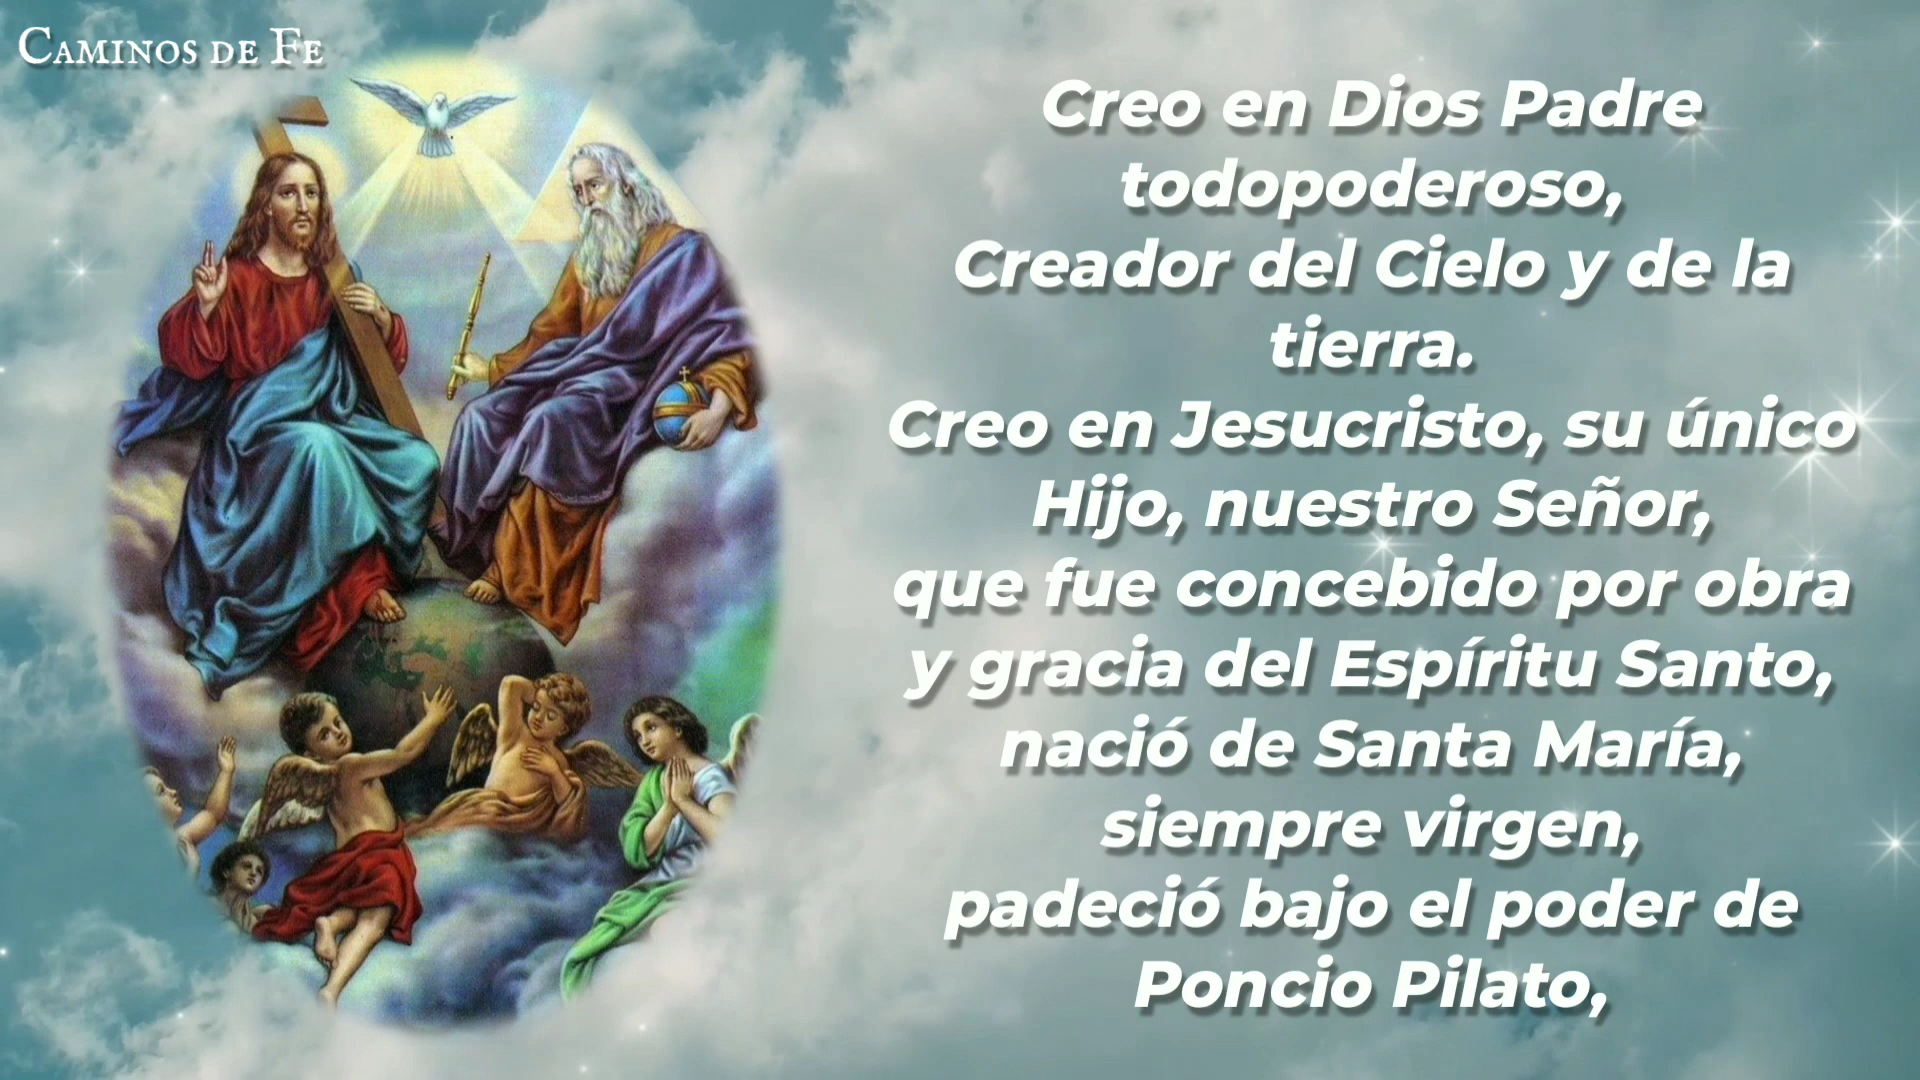 Caminos de Fe
Creo en Dios Padre
todopoderoso,
Creador del Cielo y de la
tierra.
Creo en Jesucristo, su único
Hijo, nuestro Señor,
que fue concebido por obra
y gracia del Espíritu Santo,
nació de Santa María,
siempre virgen,
padeció bajo el poder de
Poncio Pilato,